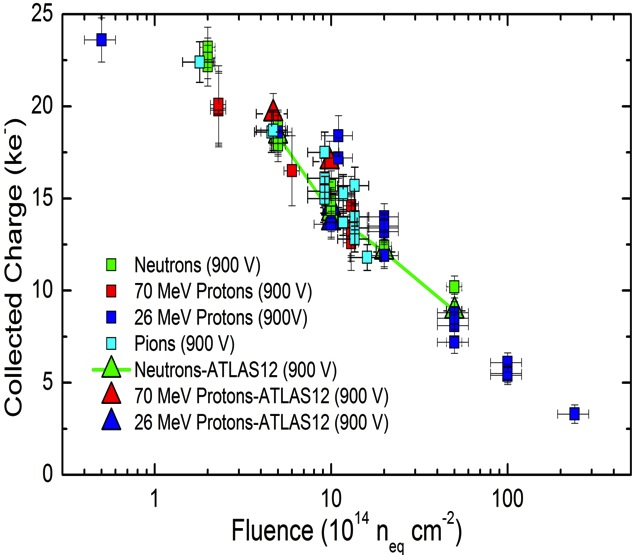 25
20
15
10
5
0
Collected Charge (ke⁻)
Neutrons (900 V)
70 MeV Protons (900 V)
26 MeV Protons (900V)
Pions (900 V)
Neutrons-ATLAS12 (900 V)
70 MeV Protons-ATLAS12 (900 V)
26 MeV Protons-ATLAS12 (900 V)
1 10 100
Fluence (10¹⁴ n_eq cm⁻²)